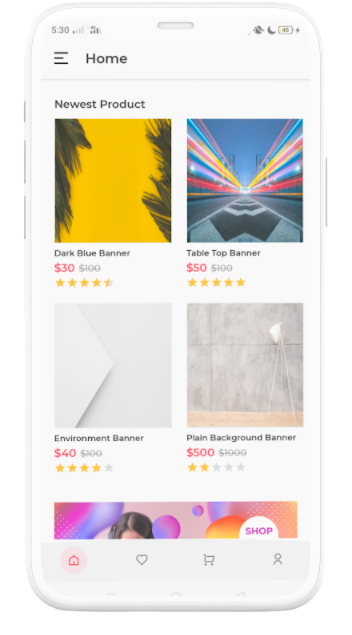 5:30
48
Home
Newest Product
Dark Blue Banner
$30 $100
Table Top Banner
$50 $100
Environment Banner
$40 $100
Plain Background Banner
$500 $1000
SHOP